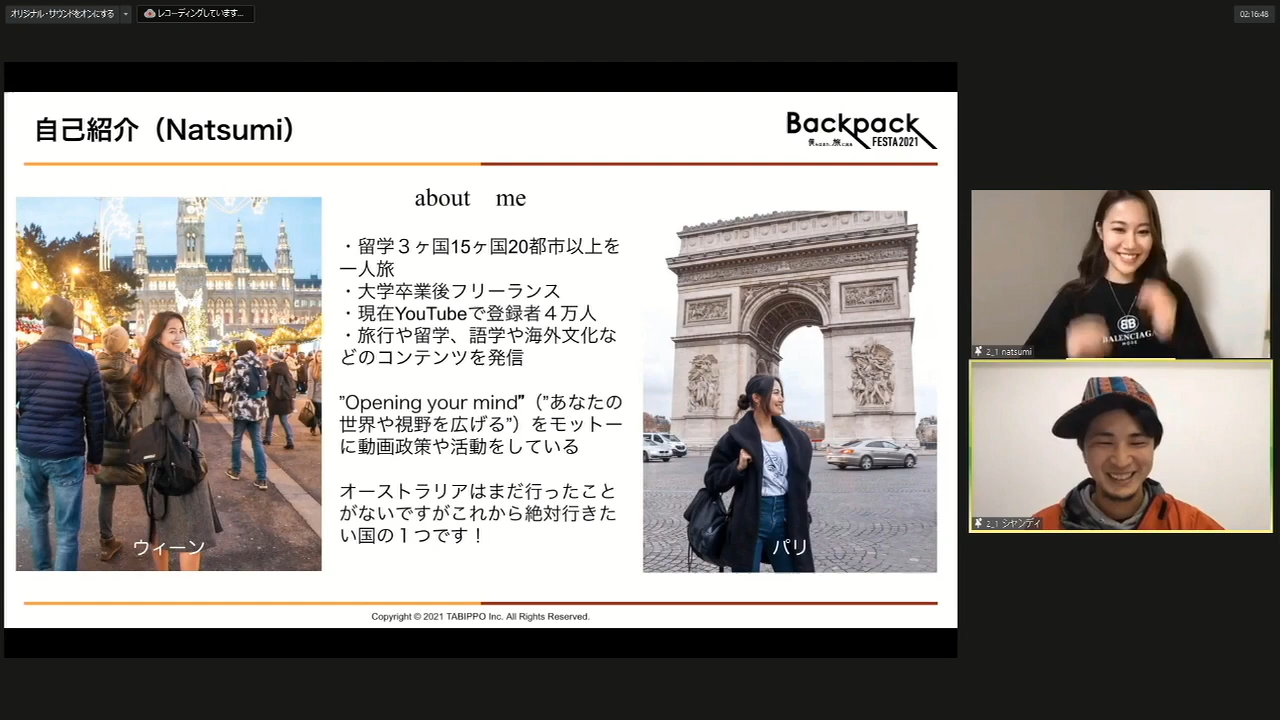 オリジナル・サウンドをオンにする
レコーディングしています...
02:16:48
自己紹介（Natsumi）
Backpack
FESTA2021
about me
・留学３ヶ国15ヶ国20都市以上を
一人旅
・大学卒業後フリーランス
・現在YouTubeで登録者４万人
・旅行や留学、語学や海外文化な
どのコンテンツを発信
”Opening your mind”（”あなたの
世界や視野を広げる”）をモットー
に動画政策や活動をしている
オーストラリアはまだ行ったこと
がないですがこれから絶対行きた
い国の１つです！
ウィーン
パリ
Copyright © 2021 TABIPPO Inc. All Rights Reserved.
BB
BALENCIAGA
2_1 natsumi
2_1 シャンディ